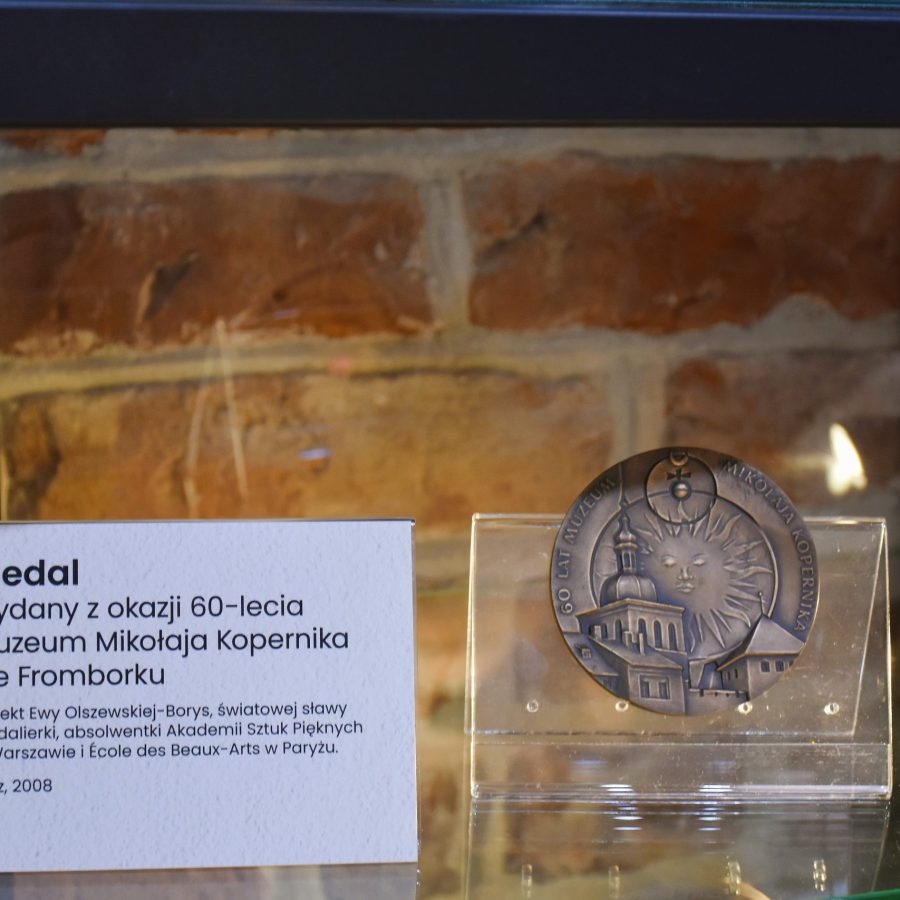 edal
ydany z okazji 60-lecia
uzeum Mikołaja Kopernika
e Fromborku
ekt Ewy Olszewskiej-Borys, światowej sławy
dalierki, absolwentki Akademii Sztuk Pięknych
Warszawie i École des Beaux-Arts w Paryżu.
z, 2008
60 LAT MUZEUM MIKOŁAJA KOPERNIKA